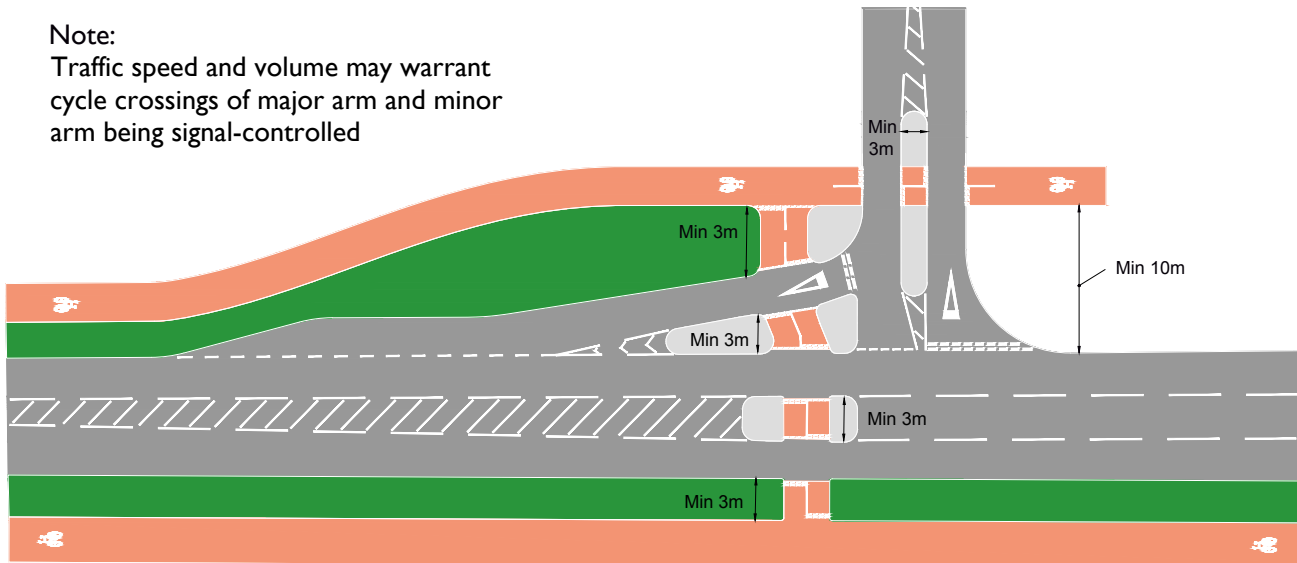 Note:
Traffic speed and volume may warrant
cycle crossings of major arm and minor
arm being signal-controlled
Min
3m
Min 3m
Min 10m
Min 3m
Min 3m
Min 3m